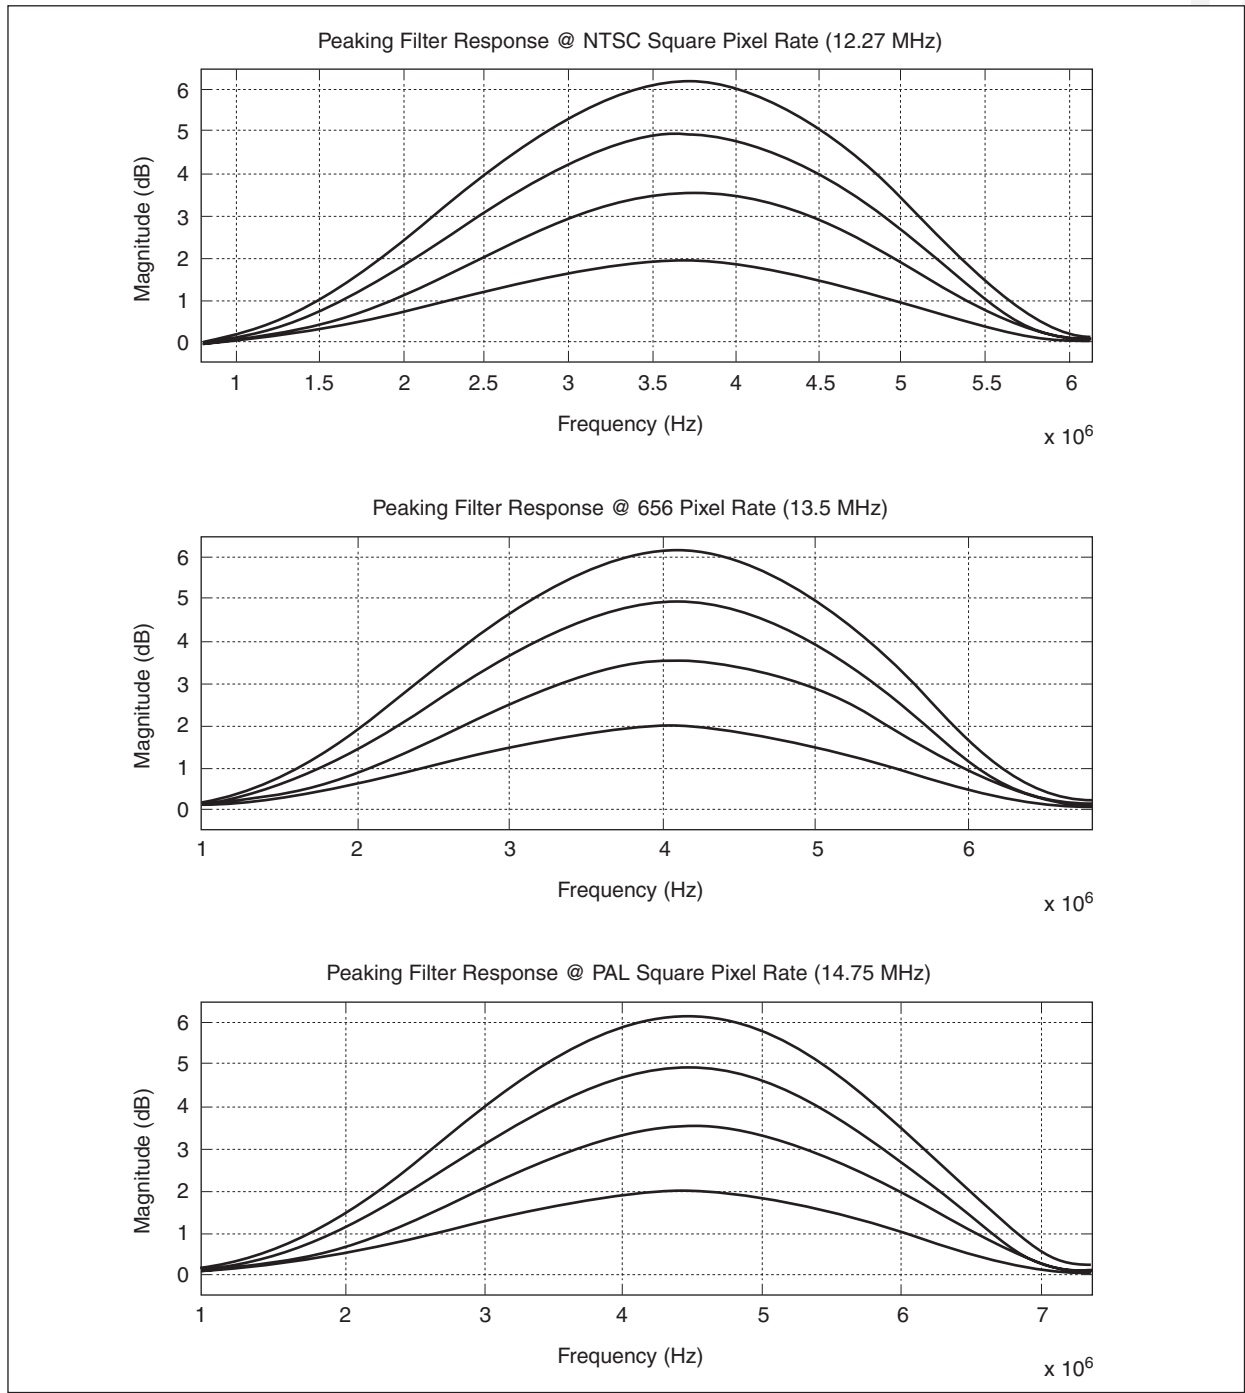 Peaking Filter Response @ NTSC Square Pixel Rate (12.27 MHz)
6
5
4
3
2
1
0
Magnitude (dB)
1 1.5 2 2.5 3 3.5 4 4.5 5 5.5 6
Frequency (Hz)
x 10^6
Peaking Filter Response @ 656 Pixel Rate (13.5 MHz)
6
5
4
3
2
1
0
Magnitude (dB)
1 2 3 4 5 6
Frequency (Hz)
x 10^6
Peaking Filter Response @ PAL Square Pixel Rate (14.75 MHz)
6
5
4
3
2
1
0
Magnitude (dB)
1 2 3 4 5 6 7
Frequency (Hz)
x 10^6